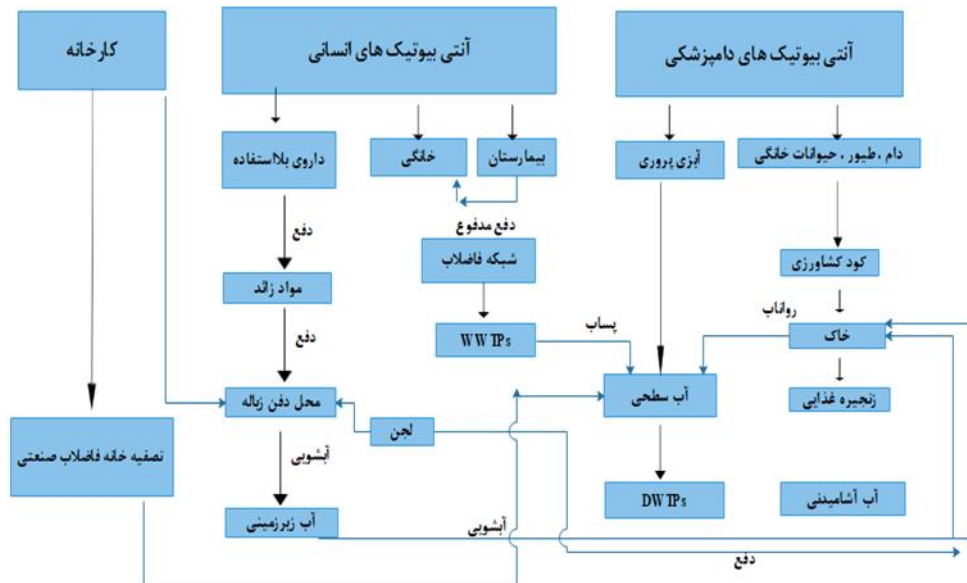 آنتی بیوتیک های دامپزشکی
آنتی بیوتیک های انسانی
کارخانه
دام ، طیور ، حیوانات خانگی
آبزی پروری
بیمارستان
خانگی
داروی بلااستفاده
دفع مدفوع
دفع
کود کشاورزی
شبکه فاضلاب
مواد زائد
رواناب
پساب
خاک
WWTPs
دفع
زنجیره غذایی
آب سطحی
محل دفن زباله
لجن
تصفیه خانه فاضلاب صنعتی
آبشویی
آب آشامیدنی
DWTPs
آب زیرزمینی
آبشویی
دفع